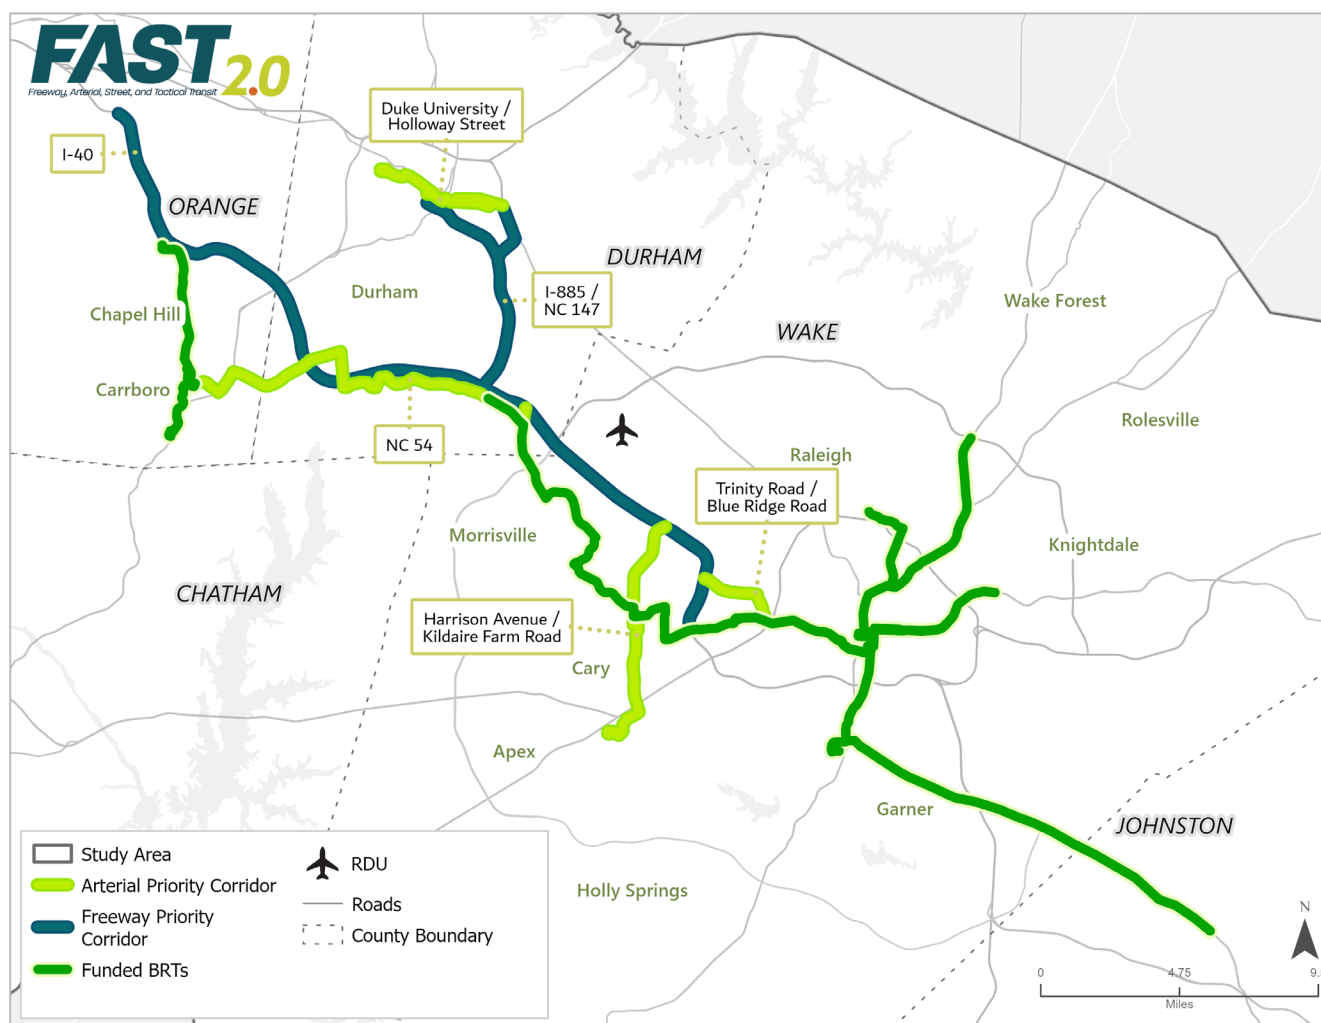 FAST 2.0
Freeway, Arterial, Street, and Tactical Transit
Duke University /
Holloway Street
I-40
ORANGE
DURHAM
Durham
I-885 /
NC 147
Chapel Hill
WAKE
Wake Forest
Carrboro
NC 54
Rolesville
Raleigh
Trinity Road /
Blue Ridge Road
Morrisville
Knightdale
CHATHAM
Harrison Avenue /
Kildaire Farm Road
Cary
Apex
Garner
JOHNSTON
Holly Springs
Study Area
Arterial Priority Corridor
Freeway Priority
Corridor
Funded BRTs
RDU
Roads
County Boundary
N
0
4.75
Miles